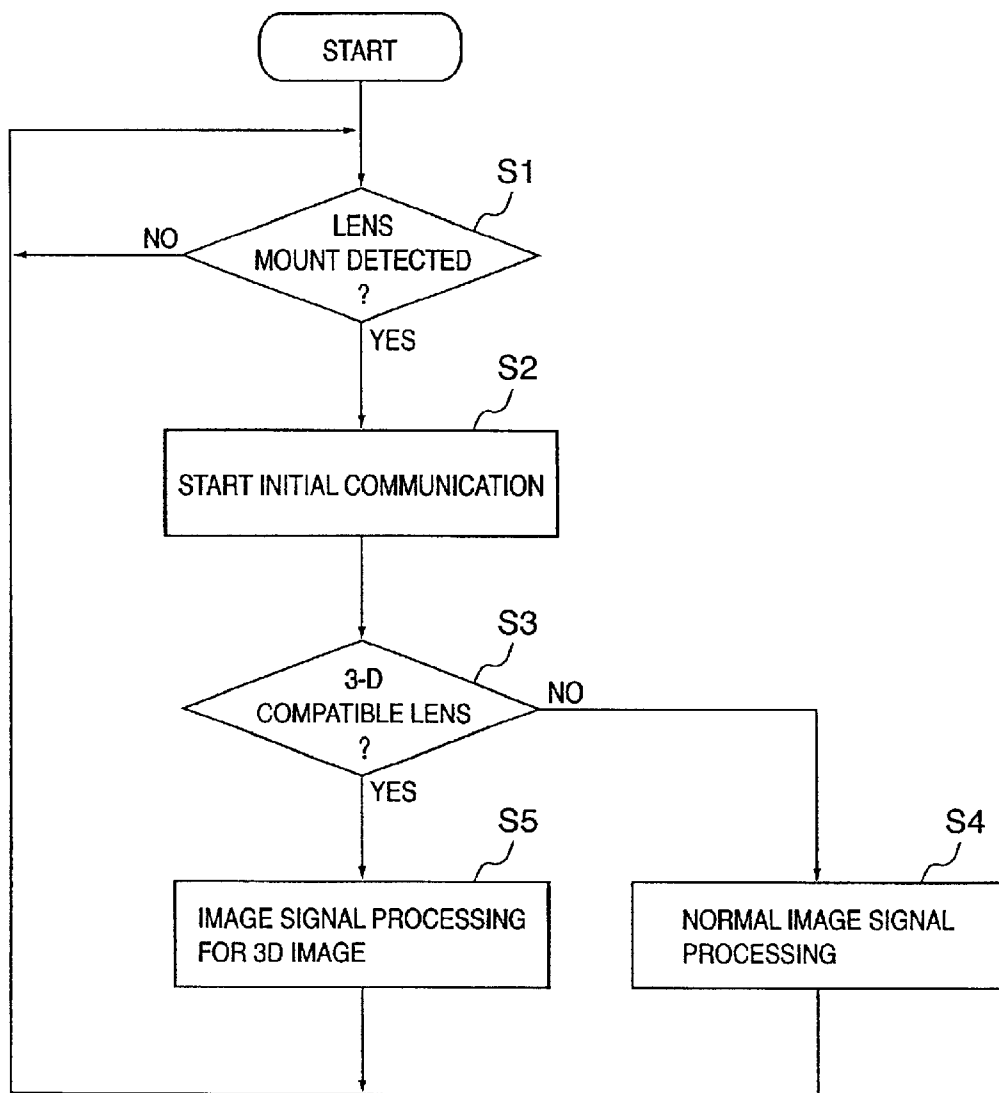 START
S1
LENS
MOUNT DETECTED
?
NO
YES
S2
START INITIAL COMMUNICATION
S3
3-D
COMPATIBLE LENS
?
NO
YES
S5
IMAGE SIGNAL PROCESSING
FOR 3D IMAGE
S4
NORMAL IMAGE SIGNAL
PROCESSING